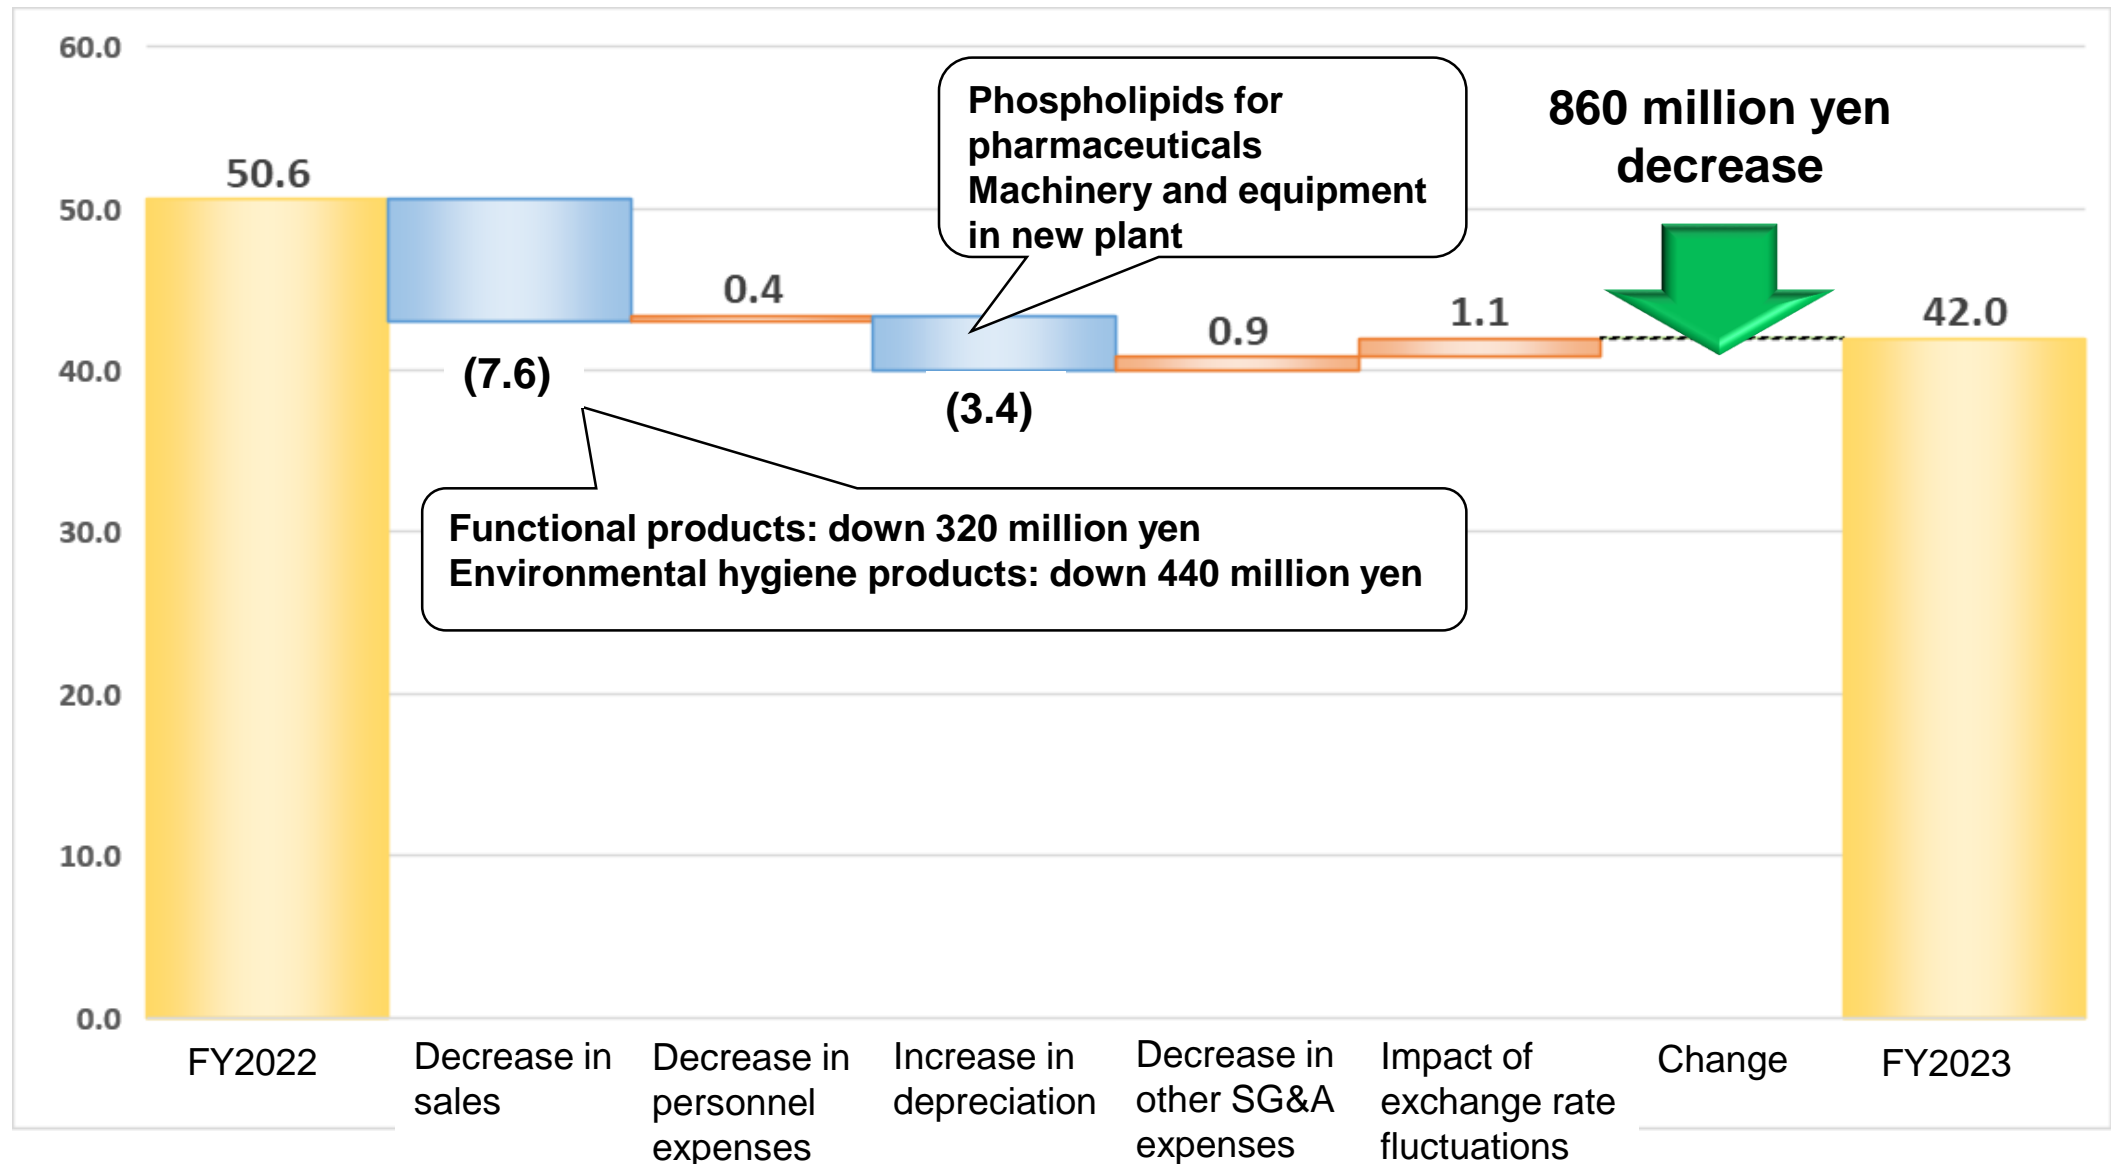 60.0
50.0
40.0
30.0
20.0
10.0
0.0
50.6
(7.6)
0.4
(3.4)
0.9
1.1
42.0
Phospholipids for
pharmaceuticals
Machinery and equipment
in new plant
860 million yen
decrease
Functional products: down 320 million yen
Environmental hygiene products: down 440 million yen
FY2022
Decrease in
sales
Decrease in
personnel
expenses
Increase in
depreciation
Decrease in
other SG&A
expenses
Impact of
exchange rate
fluctuations
Change
FY2023